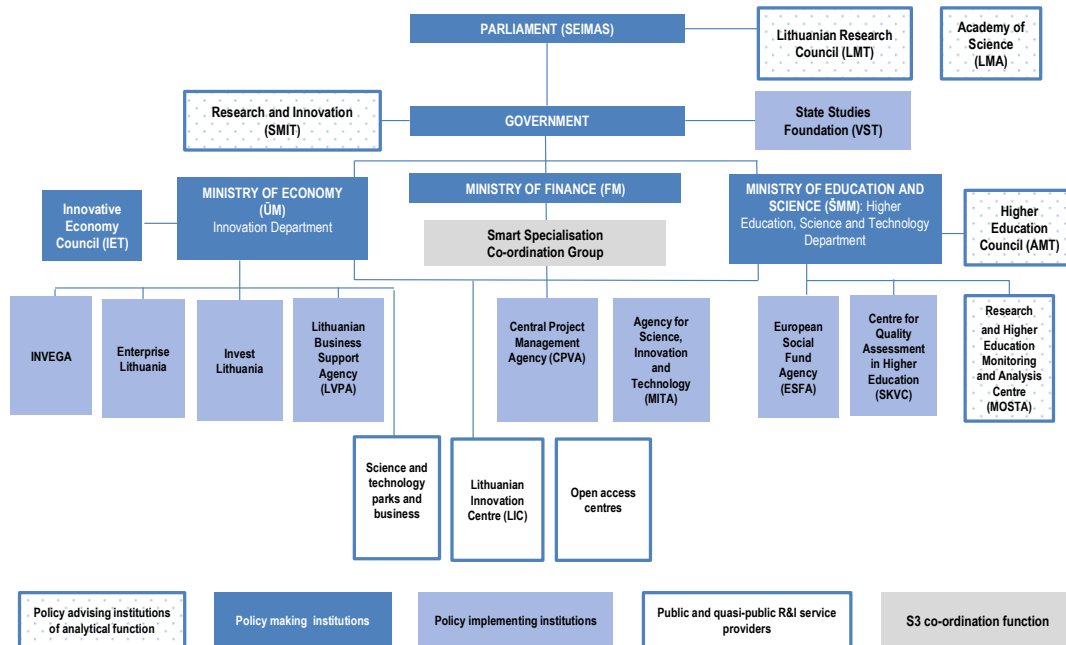 PARLIAMENT (SEIMAS)
Lithuanian Research
Council (LMT)
Academy of
Science
(LMA)
Research and Innovation
(SMIT)
GOVERNMENT
State Studies
Foundation (VST)
Innovative
Economy
Council (IET)
MINISTRY OF ECONOMY
(ŪM)
Innovation Department
MINISTRY OF FINANCE (FM)
Smart Specialisation
Co-ordination Group
MINISTRY OF EDUCATION AND
SCIENCE (ŠMM): Higher
Education, Science and Technology
Department
Higher
Education
Council (AMT)
INVEGA
Enterprise
Lithuania
Invest
Lithuania
Lithuanian
Business
Support
Agency
(LVPA)
Central Project
Management
Agency (CPVA)
Agency for
Science,
Innovation
and
Technology
(MITA)
European
Social
Fund
Agency
(ESFA)
Centre for
Quality
Assessment
in Higher
Education
(SKVC)
Research
and Higher
Education
Monitoring
and Analysis
Centre
(MOSTA)
Science and
technology
parks and
business
Lithuanian
Innovation
Centre (LIC)
Open access
centres
Policy advising institutions
of analytical function
Policy making institutions
Policy implementing institutions
Public and quasi-public R&I service
providers
S3 co-ordination function